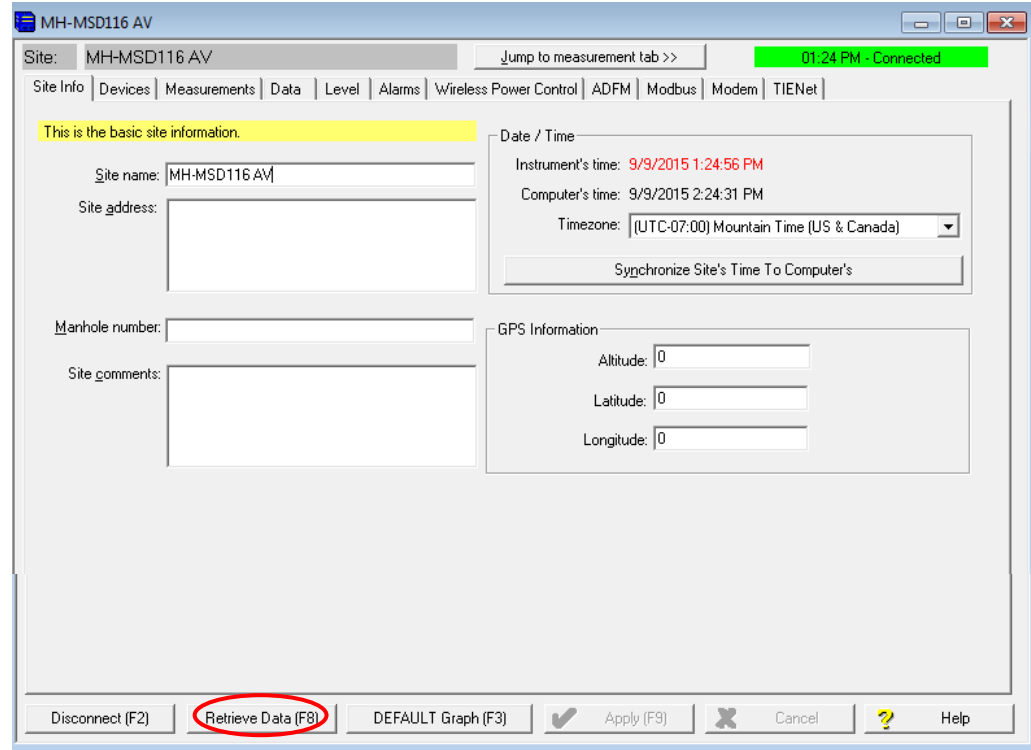 MH-MSD116 AV
Site: MH-MSD116 AV Jump to measurement tab >> 01:24 PM - Connected
Site Info Devices Measurements Data Level Alarms Wireless Power Control ADFM Modbus Modem TIENet
This is the basic site information.
Site name: MH-MSD116 AV
Site address:
Manhole number:
Site comments:
Date / Time
Instrument's time: 9/9/2015 1:24:56 PM
Computer's time: 9/9/2015 2:24:31 PM
Timezone: (UTC-07:00) Mountain Time (US & Canada)
Synchronize Site's Time To Computer's
GPS Information
Altitude: 0
Latitude: 0
Longitude: 0
Disconnect (F2) Retrieve Data (F8) DEFAULT Graph (F3) Apply (F9) Cancel Help